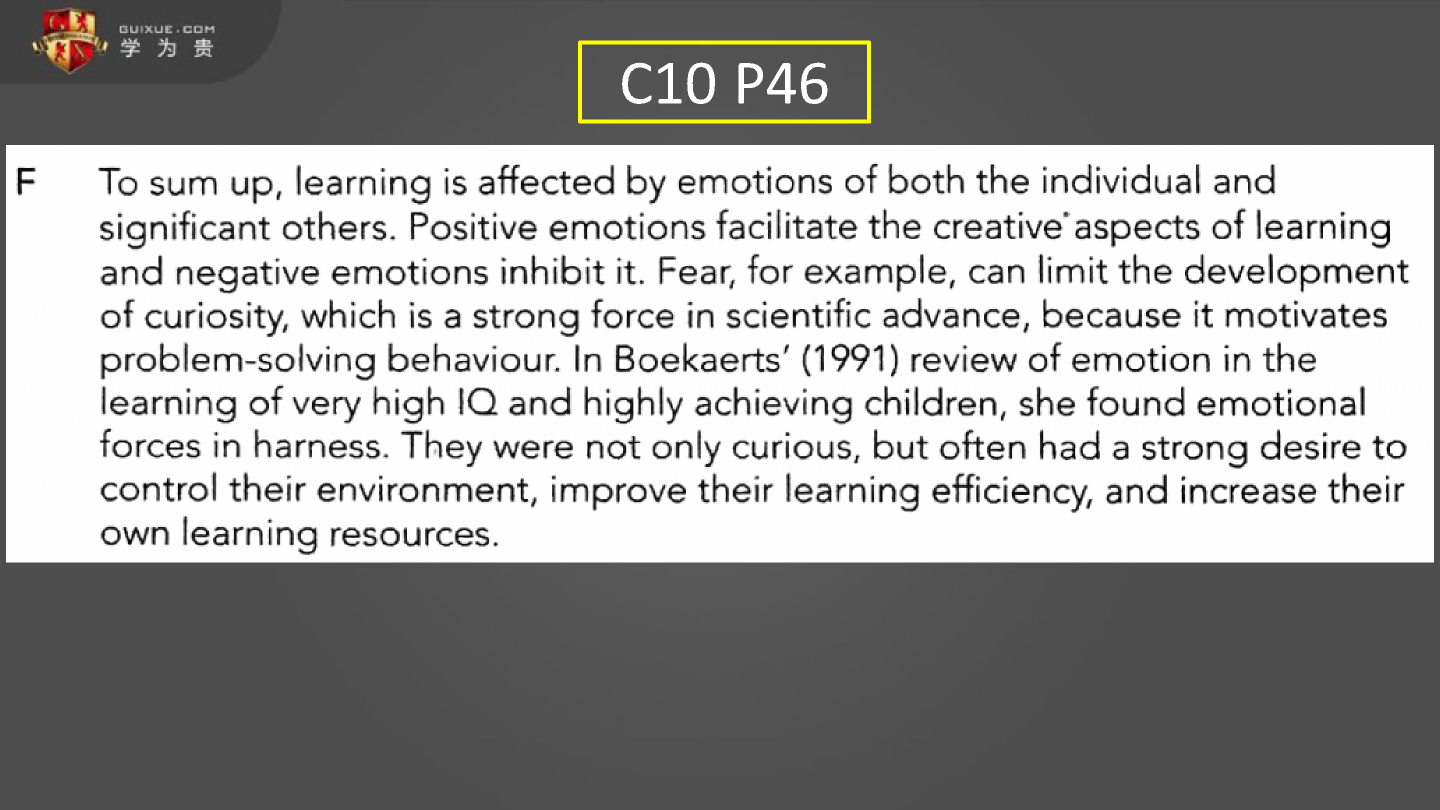 GUIXUE.COM
学为贵
C10 P46
F To sum up, learning is affected by emotions of both the individual and
significant others. Positive emotions facilitate the creative aspects of learning
and negative emotions inhibit it. Fear, for example, can limit the development
of curiosity, which is a strong force in scientific advance, because it motivates
problem-solving behaviour. In Boekaerts’ (1991) review of emotion in the
learning of very high IQ and highly achieving children, she found emotional
forces in harness. They were not only curious, but often had a strong desire to
control their environment, improve their learning efficiency, and increase their
own learning resources.